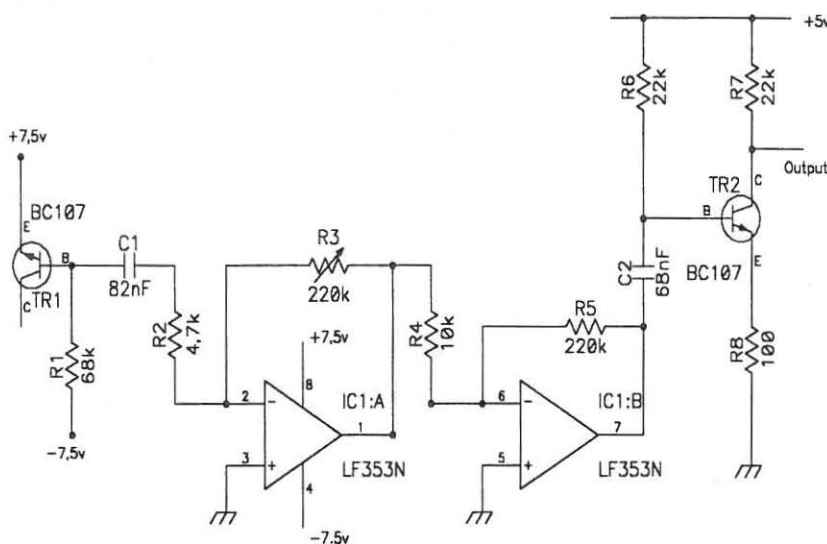 +5v
R6
22k
R7
22k
Output
+7,5v
BC107
E
B
C
TR1
C1
82nF
R1
68k
-7,5v
R2
4,7k
R3
220k
+7,5v
8
2
-
3
+
1
4
IC1:A
LF353N
-7,5v
R4
10k
R5
220k
6
-
5
+
7
IC1:B
LF353N
C2
68nF
TR2
B
C
E
BC107
R8
100